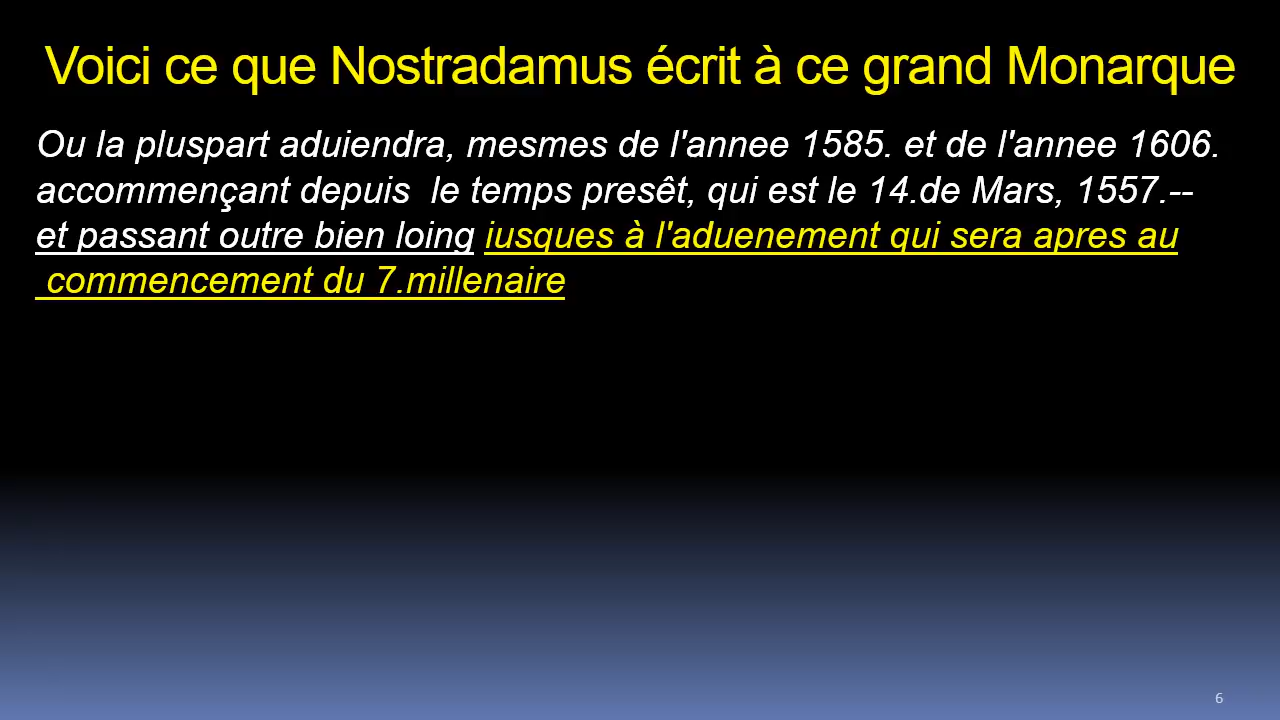 Voici ce que Nostradamus écrit à ce grand Monarque
Ou la pluspart aduiendra, mesmes de l'annee 1585. et de l'annee 1606.
accommençant depuis le temps presêt, qui est le 14.de Mars, 1557.--
et passant outre bien loing iusques à l'aduenement qui sera apres au
commencement du 7.millenaire
6